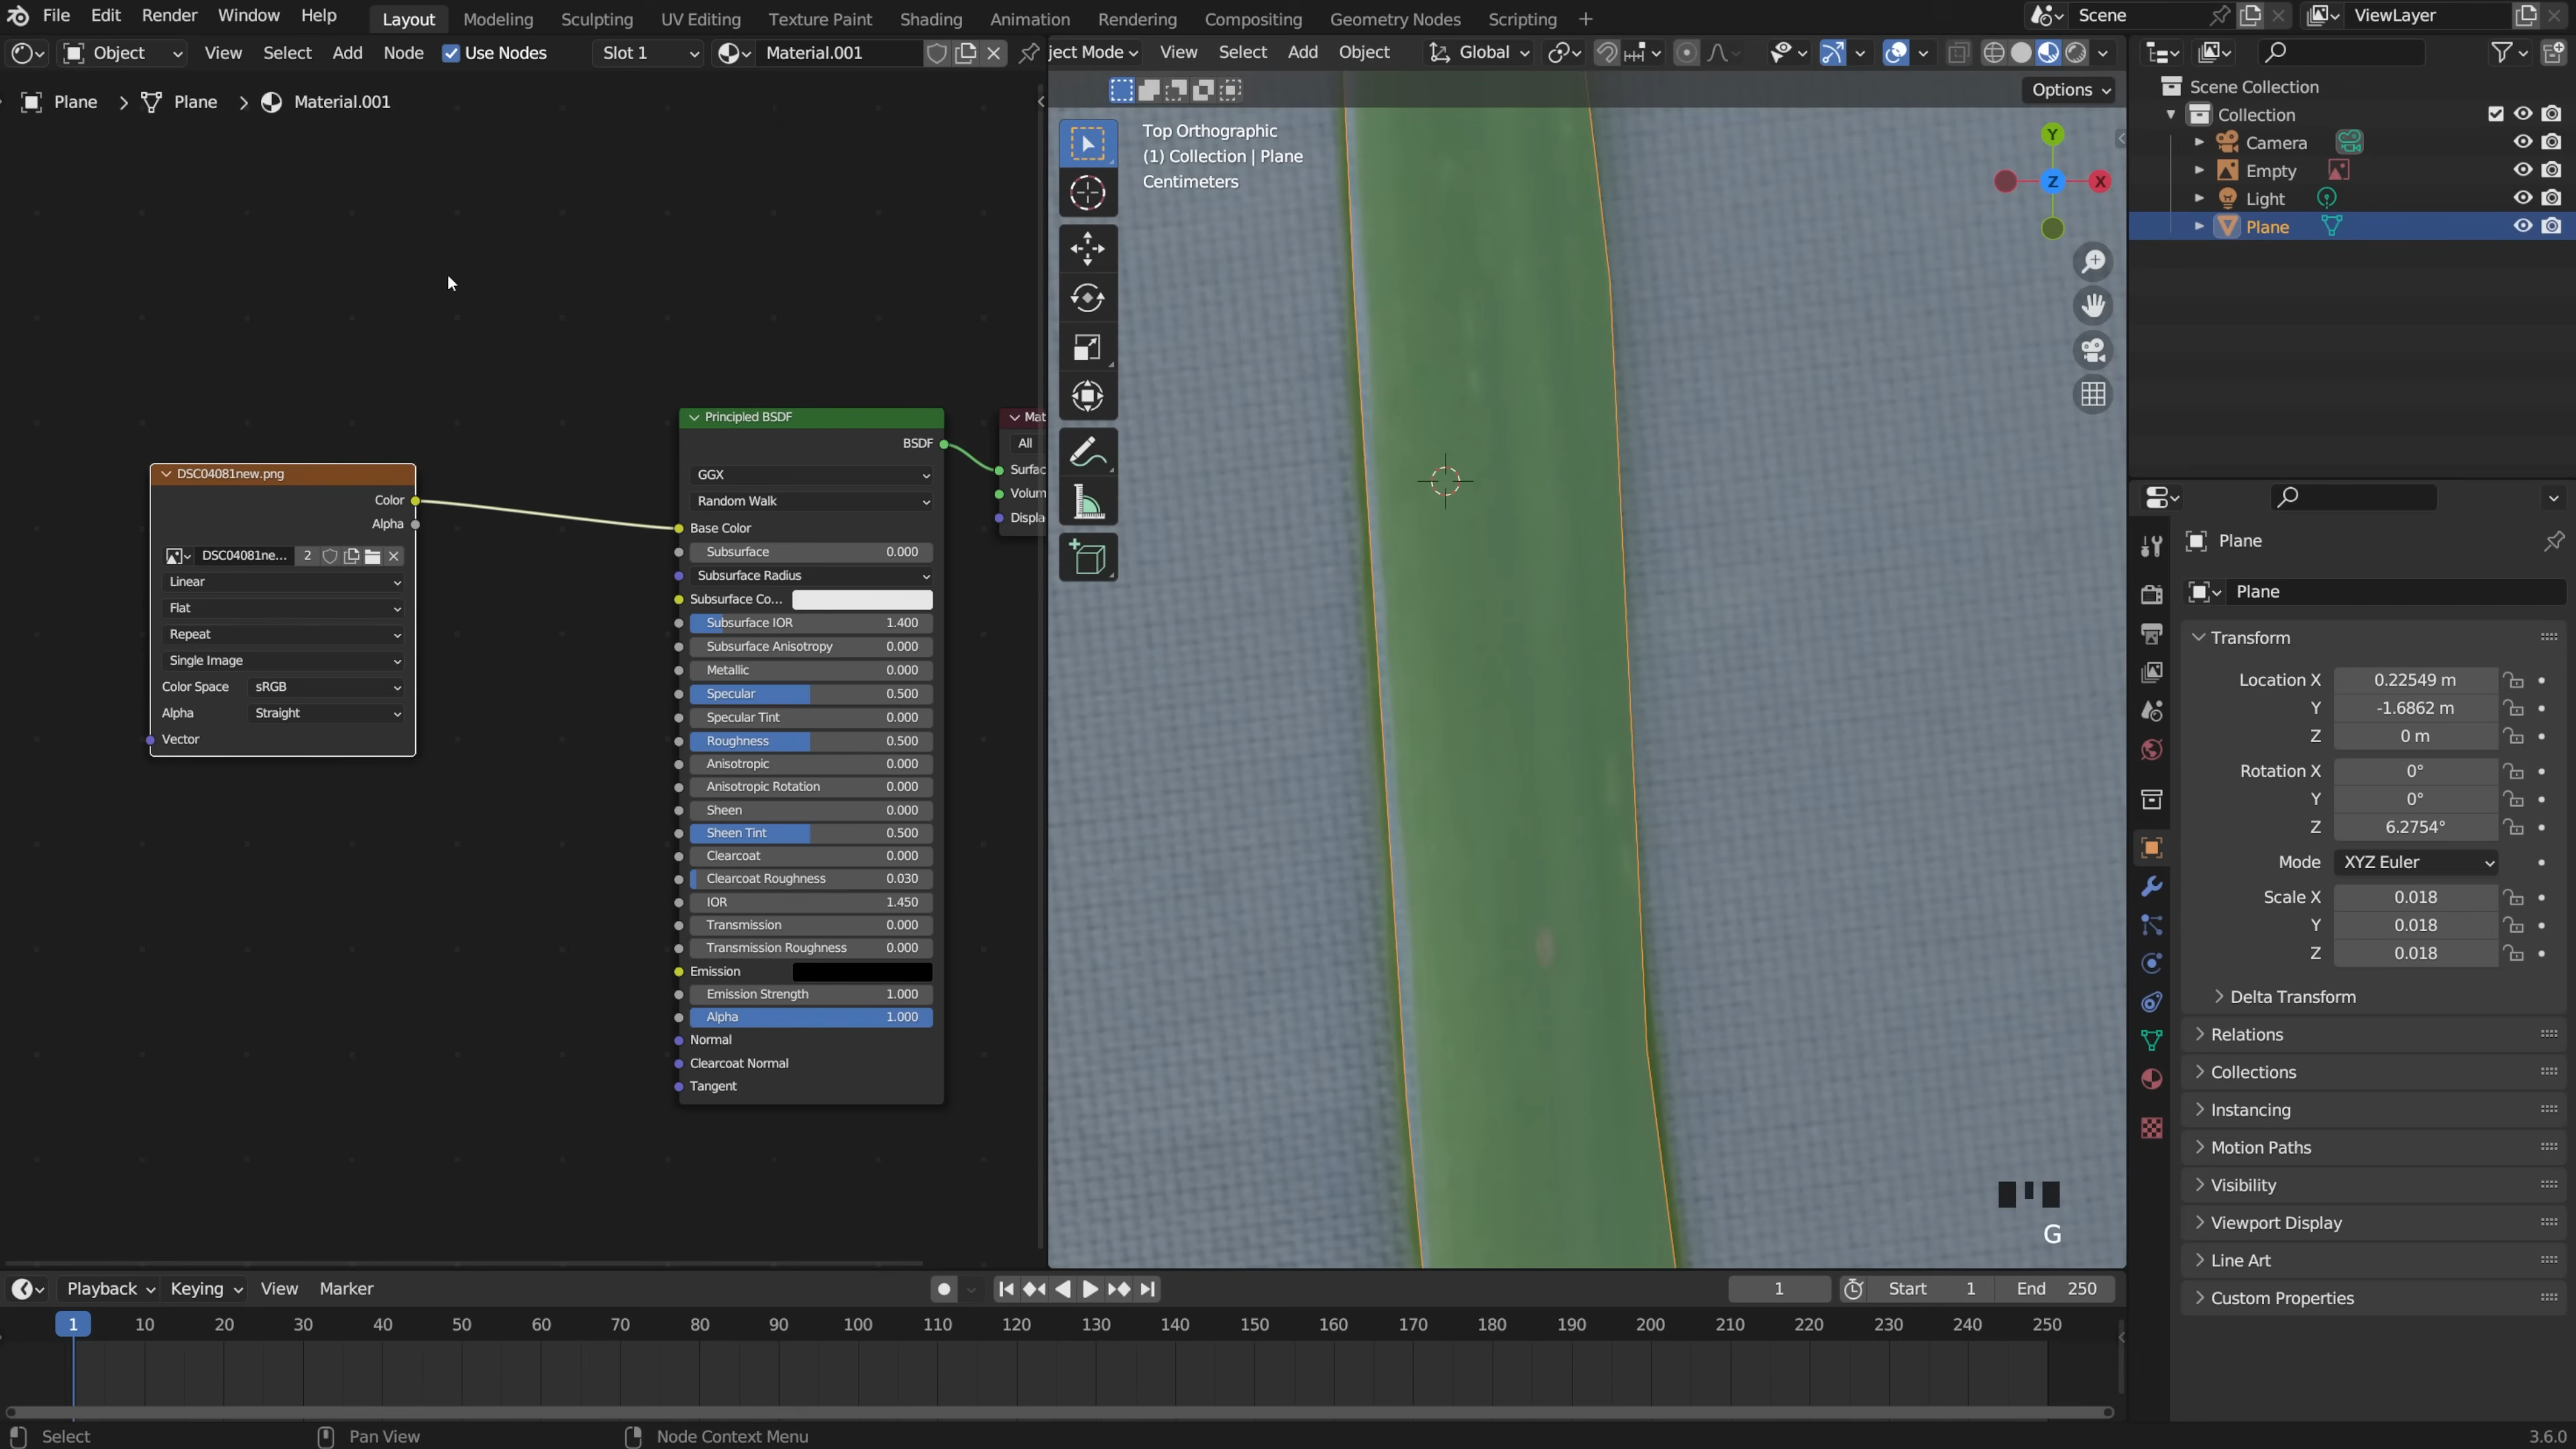 File Edit Render Window Help Layout Modeling Sculpting UV Editing Texture Paint Shading Animation Rendering Compositing Geometry Nodes Scripting + Scene ViewLayer
Object View Select Add Node Use Nodes Slot 1 Material.001
ject Mode View Select Add Object Global
Plane > Plane > Material.001
Options
Top Orthographic
(1) Collection | Plane
Centimeters
Y
Z
X
Scene Collection
Collection
Camera
Empty
Light
Plane
DSC04081new.png
Color
Alpha
DSC04081ne... 2
Linear
Flat
Repeat
Single Image
Color Space sRGB
Alpha Straight
Vector
Principled BSDF
BSDF
GGX
Random Walk
Base Color
Subsurface 0.000
Subsurface Radius
Subsurface Co...
Subsurface IOR 1.400
Subsurface Anisotropy 0.000
Metallic 0.000
Specular 0.500
Specular Tint 0.000
Roughness 0.500
Anisotropic 0.000
Anisotropic Rotation 0.000
Sheen 0.000
Sheen Tint 0.500
Clearcoat 0.000
Clearcoat Roughness 0.030
IOR 1.450
Transmission 0.000
Transmission Roughness 0.000
Emission
Emission Strength 1.000
Alpha 1.000
Normal
Clearcoat Normal
Tangent
Mat
All
Surfac
Volum
Displa
G
Plane
Plane
Transform
Location X 0.22549 m
Y -1.6862 m
Z 0 m
Rotation X 0°
Y 0°
Z 6.2754°
Mode XYZ Euler
Scale X 0.018
Y 0.018
Z 0.018
Delta Transform
Relations
Collections
Instancing
Motion Paths
Visibility
Viewport Display
Line Art
Custom Properties
Playback Keying View Marker 1 Start 1 End 250
1 10 20 30 40 50 60 70 80 90 100 110 120 130 140 150 160 170 180 190 200 210 220 230 240 250
Select Pan View Node Context Menu 3.6.0